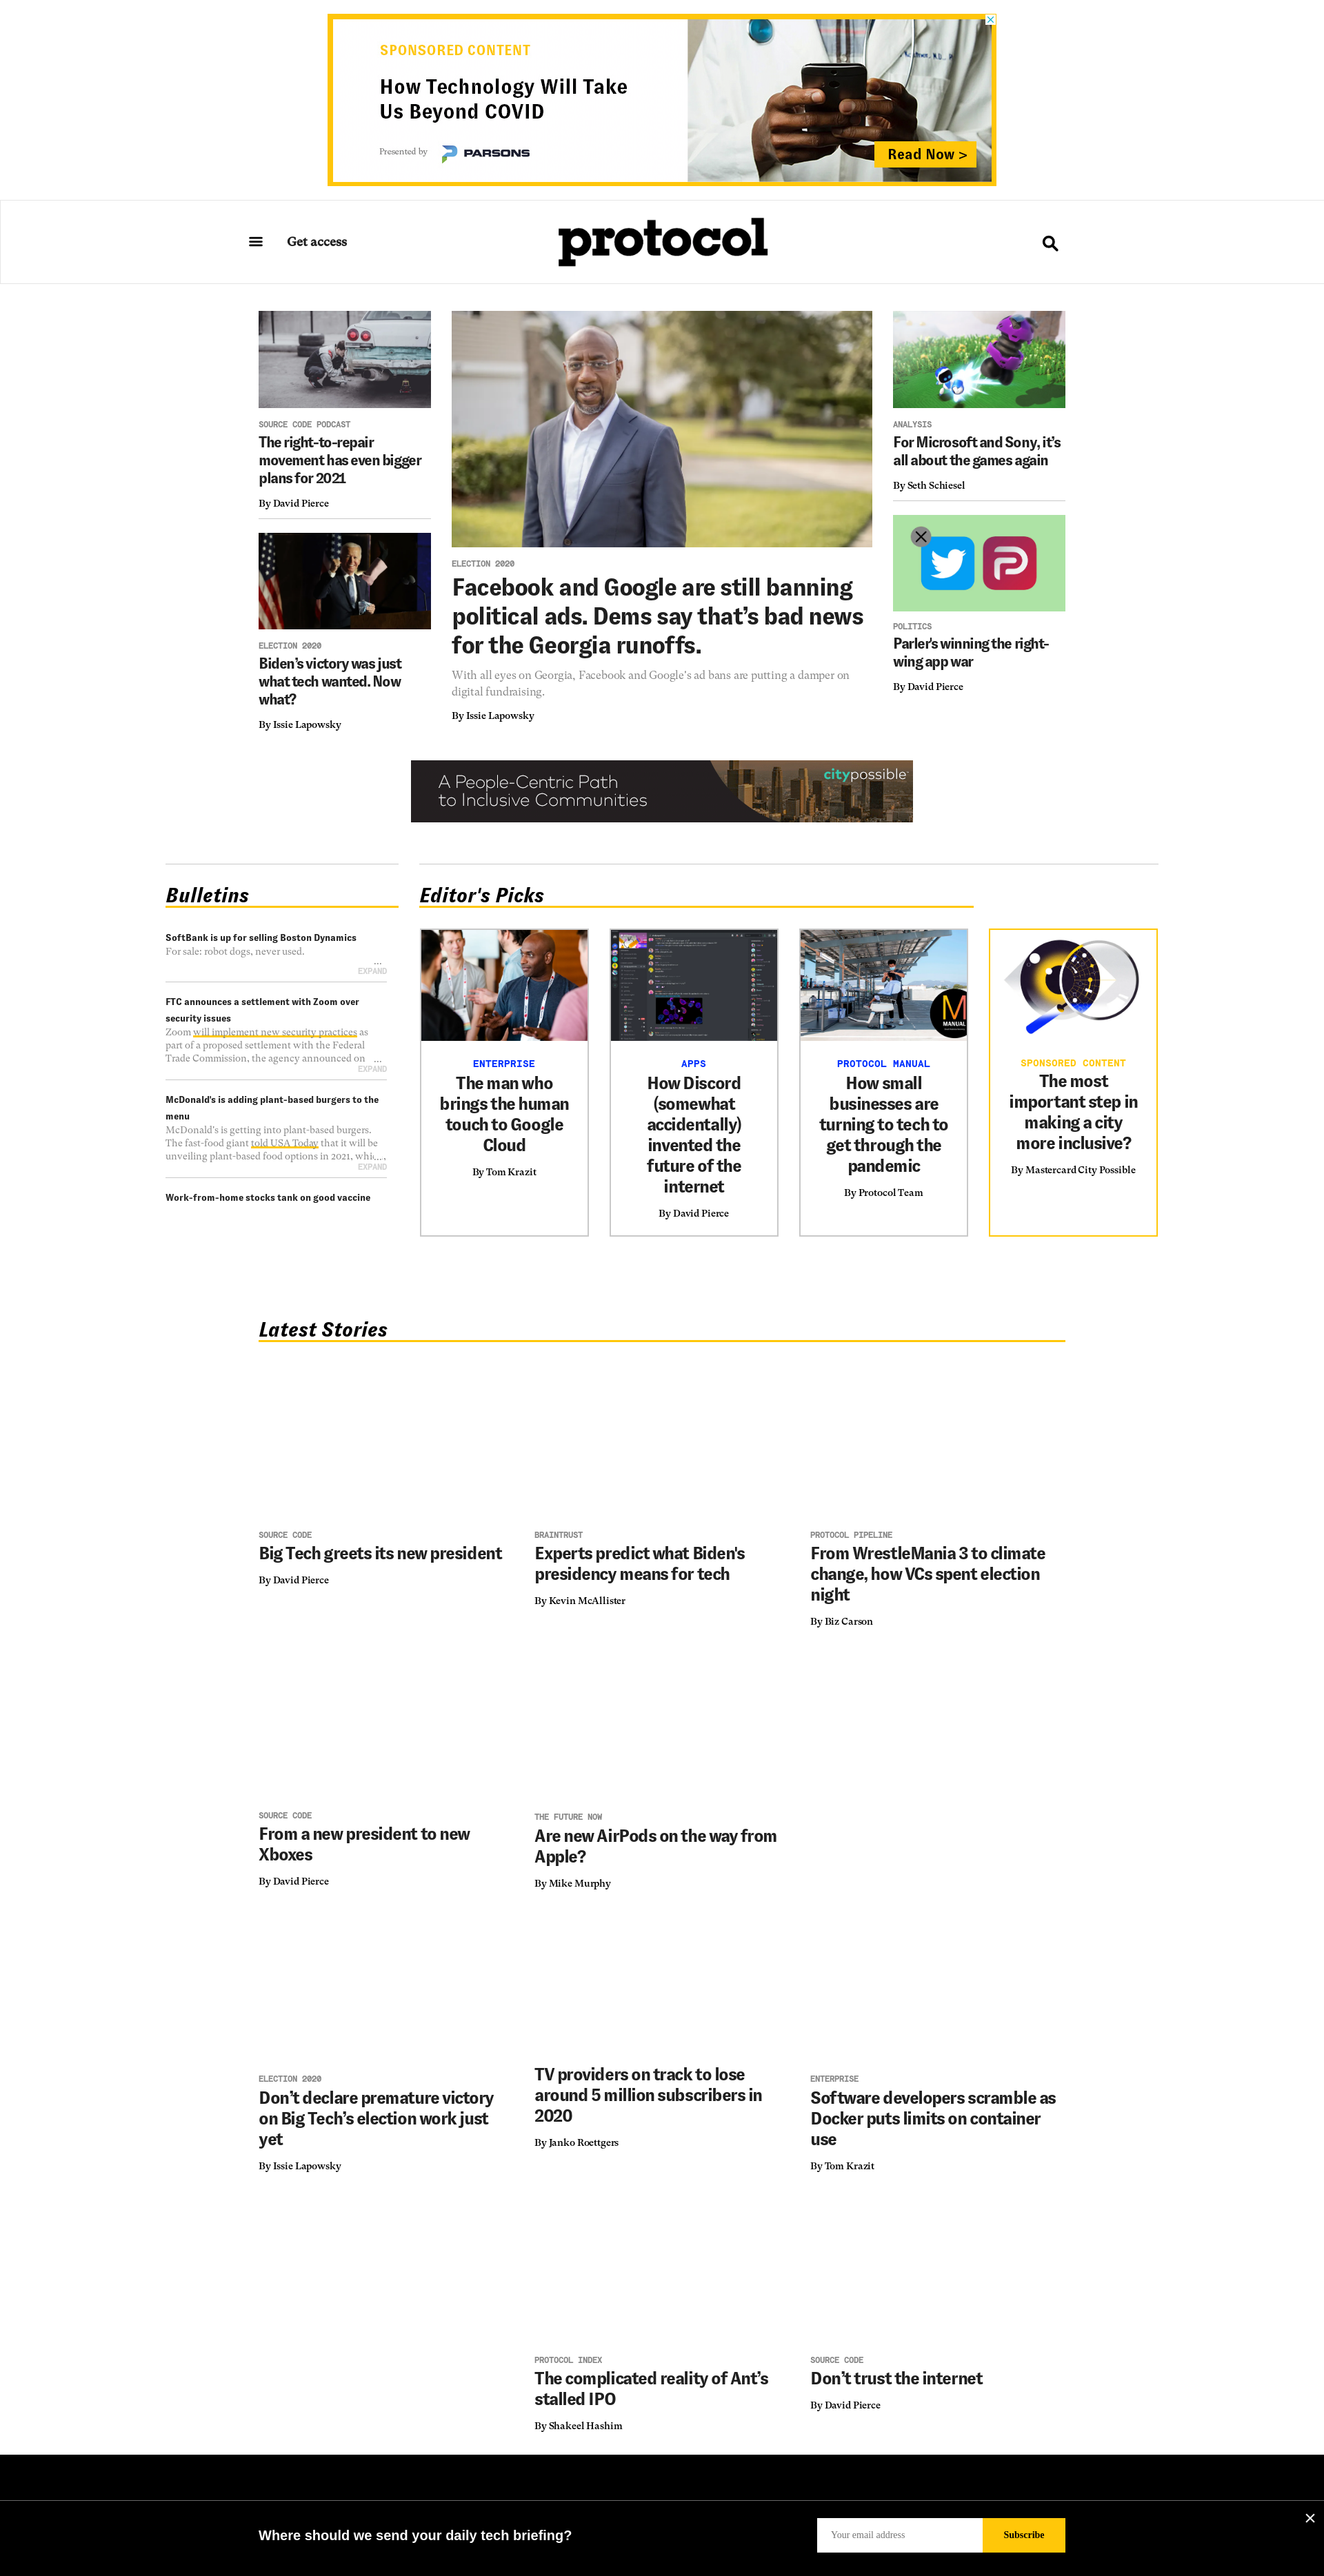 SPONSORED CONTENT
How Technology Will Take
Us Beyond COVID
Presented by
PARSONS
Read Now >
Get access
protocol
SOURCE CODE PODCAST
The right-to-repair
movement has even bigger
plans for 2021
By David Pierce
ELECTION 2020
Biden’s victory was just
what tech wanted. Now
what?
By Issie Lapowsky
ELECTION 2020
Facebook and Google are still banning
political ads. Dems say that’s bad news
for the Georgia runoffs.
With all eyes on Georgia, Facebook and Google's ad bans are putting a damper on
digital fundraising.
By Issie Lapowsky
ANALYSIS
For Microsoft and Sony, it’s
all about the games again
By Seth Schiesel
POLITICS
Parler's winning the right-
wing app war
By David Pierce
A People-Centric Path
to Inclusive Communities
citypossible
Bulletins
SoftBank is up for selling Boston Dynamics
For sale: robot dogs, never used.
...
EXPAND
FTC announces a settlement with Zoom over
security issues
Zoom will implement new security practices as
part of a proposed settlement with the Federal
Trade Commission, the agency announced on ...
EXPAND
McDonald's is adding plant-based burgers to the
menu
McDonald's is getting into plant-based burgers.
The fast-food giant told USA Today that it will be
unveiling plant-based food options in 2021, whi...
EXPAND
Work-from-home stocks tank on good vaccine
Editor's Picks
ENTERPRISE
The man who
brings the human
touch to Google
Cloud
By Tom Krazit
APPS
How Discord
(somewhat
accidentally)
invented the
future of the
internet
By David Pierce
MANUAL
PROTOCOL MANUAL
How small
businesses are
turning to tech to
get through the
pandemic
By Protocol Team
SPONSORED CONTENT
The most
important step in
making a city
more inclusive?
By Mastercard City Possible
Latest Stories
SOURCE CODE
Big Tech greets its new president
By David Pierce
BRAINTRUST
Experts predict what Biden's
presidency means for tech
By Kevin McAllister
PROTOCOL PIPELINE
From WrestleMania 3 to climate
change, how VCs spent election
night
By Biz Carson
SOURCE CODE
From a new president to new
Xboxes
By David Pierce
THE FUTURE NOW
Are new AirPods on the way from
Apple?
By Mike Murphy
ELECTION 2020
Don’t declare premature victory
on Big Tech’s election work just
yet
By Issie Lapowsky
TV providers on track to lose
around 5 million subscribers in
2020
By Janko Roettgers
ENTERPRISE
Software developers scramble as
Docker puts limits on container
use
By Tom Krazit
PROTOCOL INDEX
The complicated reality of Ant’s
stalled IPO
By Shakeel Hashim
SOURCE CODE
Don’t trust the internet
By David Pierce
Where should we send your daily tech briefing?
Your email address
Subscribe